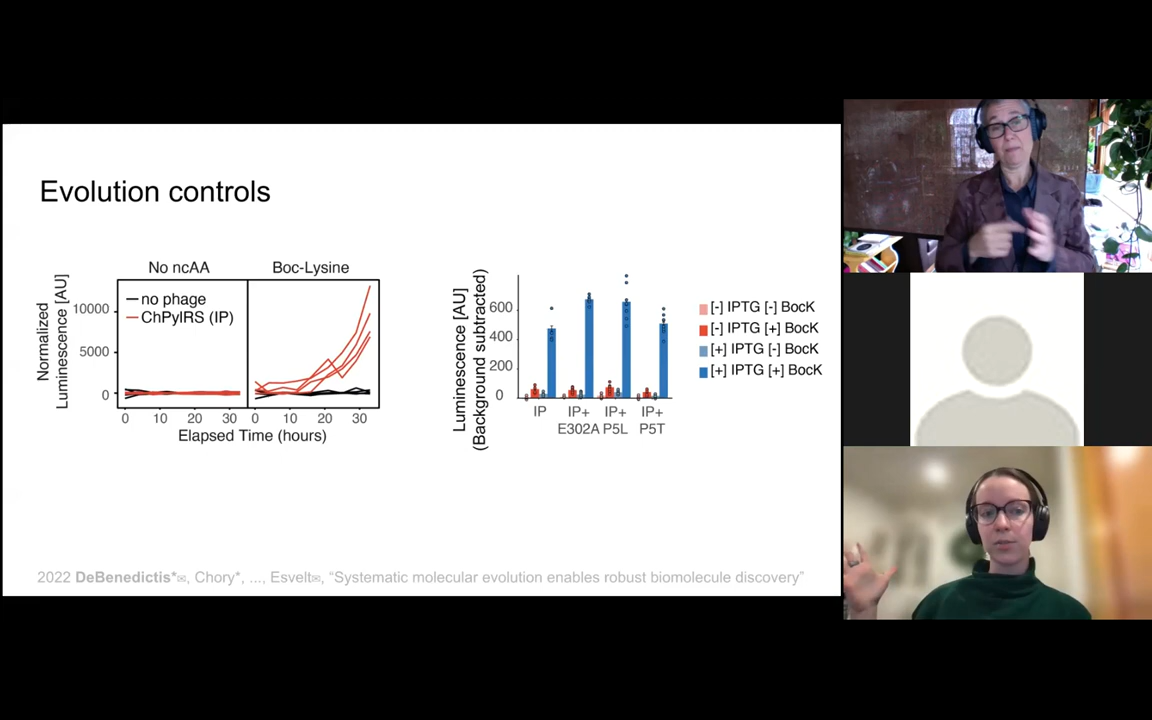 Evolution controls
No ncAA
Boc-Lysine
Normalized
Luminescence [AU]
10000
5000
0
no phage
ChPylRS (IP)
0 10 20 30 0 10 20 30
Elapsed Time (hours)
Luminescence [AU]
(Background subtracted)
600
400
200
0
IP IP+ IP+ IP+
E302A P5L P5T
[-] IPTG [-] BocK
[-] IPTG [+] BocK
[+] IPTG [-] BocK
[+] IPTG [+] BocK
2022 DeBenedictis*✉, Chory*, ..., Esvelt✉, “Systematic molecular evolution enables robust biomolecule discovery”